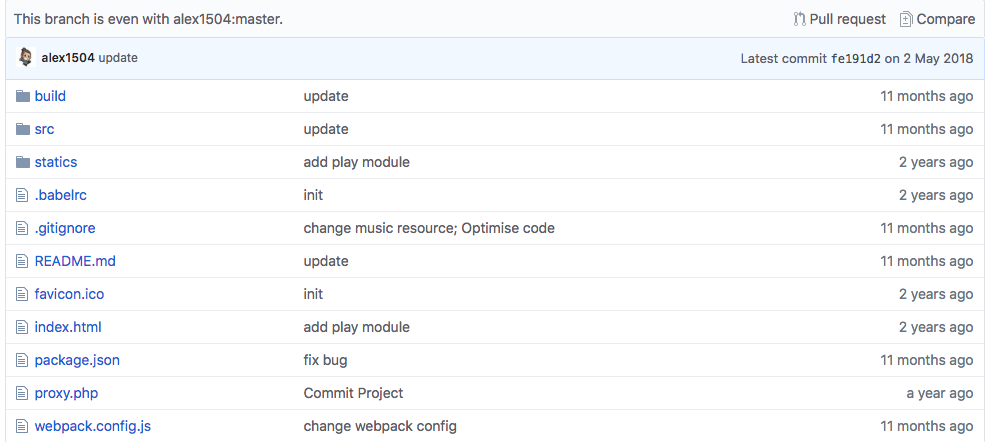 This branch is even with alex1504:master. Pull request Compare
alex1504 update Latest commit fe191d2 on 2 May 2018
build update 11 months ago
src update 11 months ago
statics add play module 2 years ago
.babelrc init 2 years ago
.gitignore change music resource; Optimise code 11 months ago
README.md update 11 months ago
favicon.ico init 2 years ago
index.html add play module 2 years ago
package.json fix bug 11 months ago
proxy.php Commit Project a year ago
webpack.config.js change webpack config 11 months ago